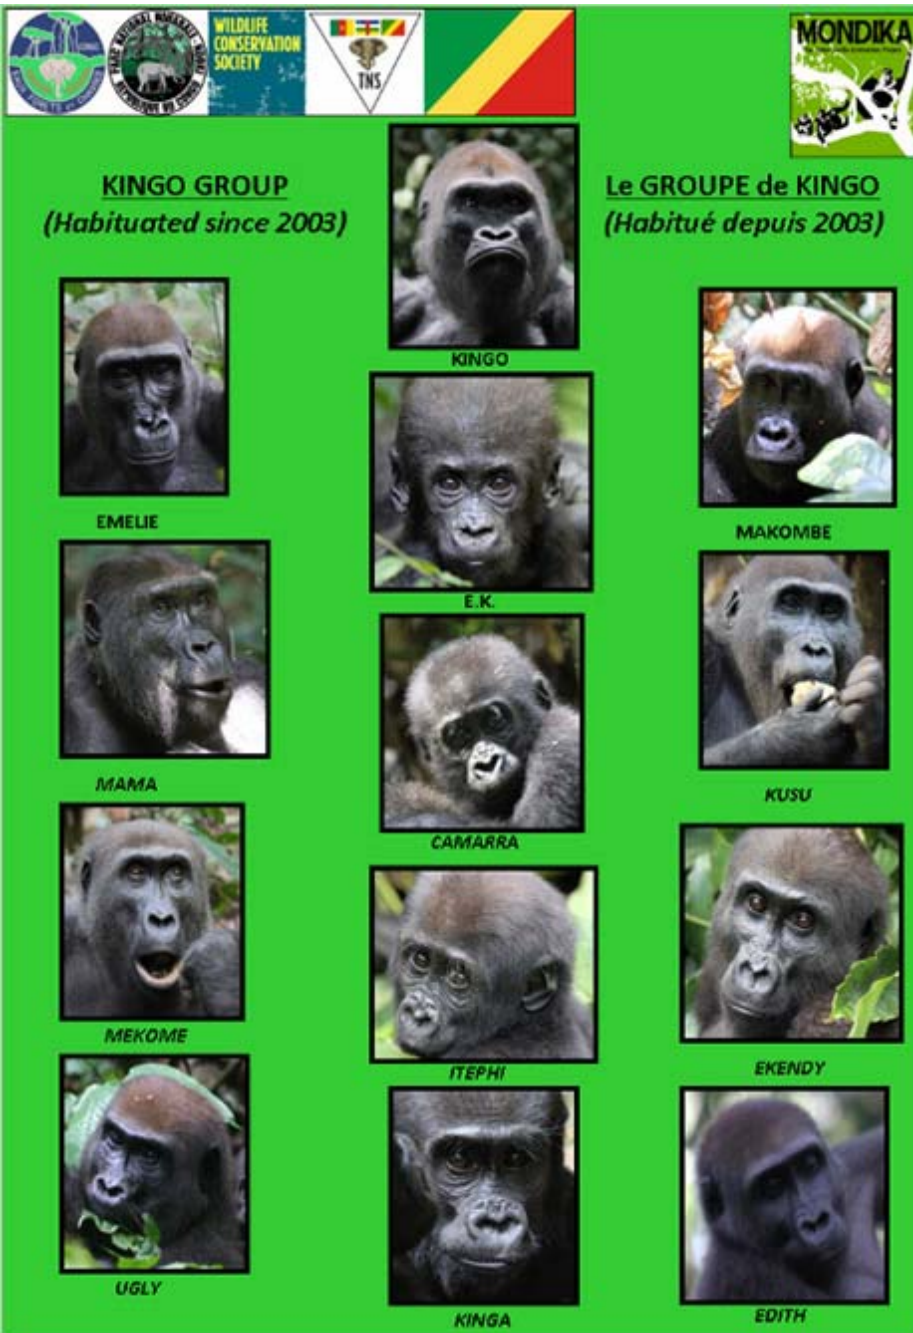 WILDLIFE
CONSERVATION
SOCIETY
TNS
MONDIKA
KINGO GROUP
(Habituated since 2003)
Le GROUPE de KINGO
(Habitué depuis 2003)
KINGO
EMELIE
MAKOMBE
E.K.
MAMA
KUSU
CAMARRA
MEKOME
ITEPHI
EKENDY
UGLY
KINGA
EDITH